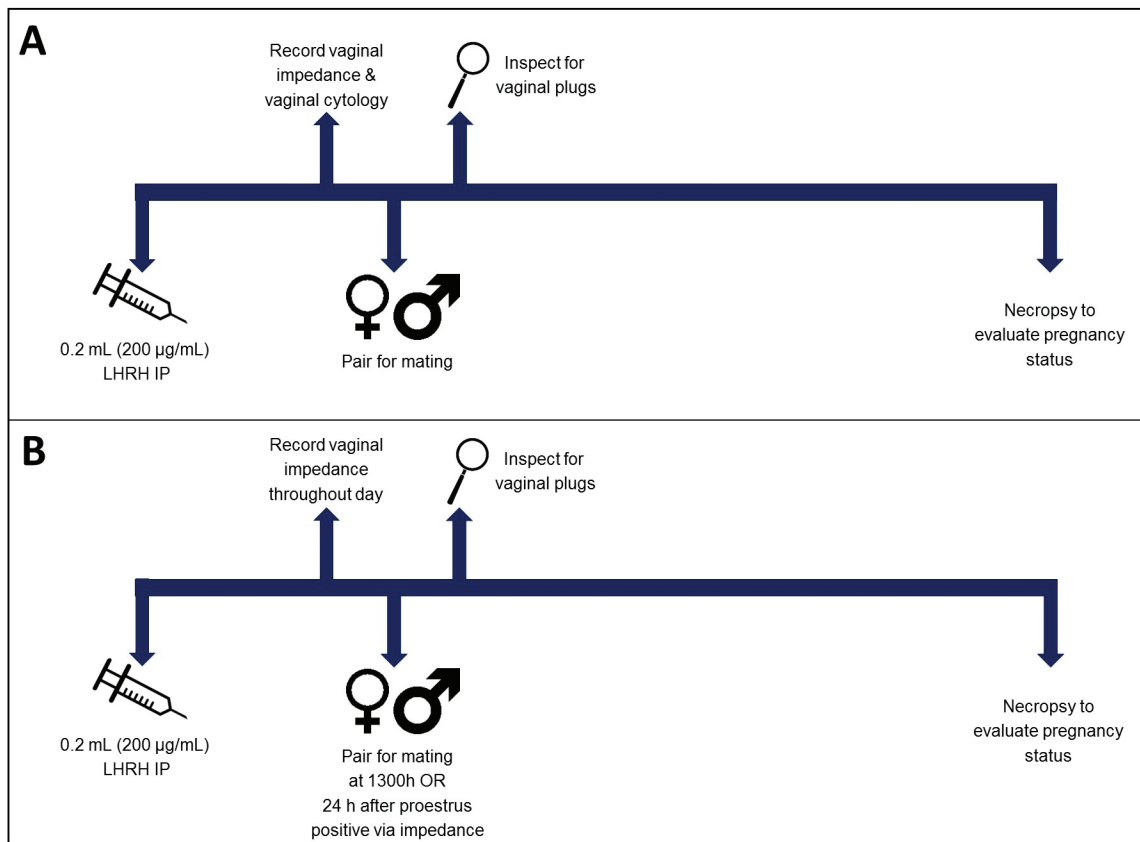 A
Record vaginal
impedance &
vaginal cytology
Inspect for
vaginal plugs
0.2 mL (200 µg/mL)
LHRH IP
Pair for mating
Necropsy to
evaluate pregnancy
status
B
Record vaginal
impedance
throughout day
Inspect for
vaginal plugs
0.2 mL (200 µg/mL)
LHRH IP
Pair for mating
at 1300h OR
24 h after proestrus
positive via impedance
Necropsy to
evaluate pregnancy
status